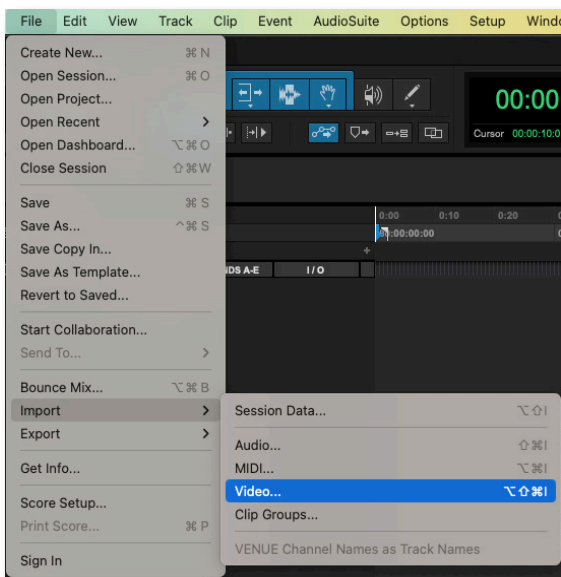 File Edit View Track Clip Event AudioSuite Options Setup
Create New... ⌘ N
Open Session... ⌘ O
Open Project...
Open Recent >
Open Dashboard... ⌥ ⌘ O
Close Session ⇧ ⌘ W
Save ⌘ S
Save As... ^ ⌘ S
Save Copy In...
Save As Template...
Revert to Saved...
Start Collaboration...
Send To... >
Bounce Mix... ⌥ ⌘ B
Import >
Export >
Get Info...
Score Setup...
Print Score... ⌘ P
Sign In
00:00
Cursor 00:00:10:0
0:00 0:10 0:20
00:00:00:00
NDS A-E I / O
Session Data... ⌥ ⇧ I
Audio... ⇧ ⌘ I
MIDI... ⌥ ⌘ I
Video... ⌥ ⇧ ⌘ I
Clip Groups...
VENUE Channel Names as Track Names